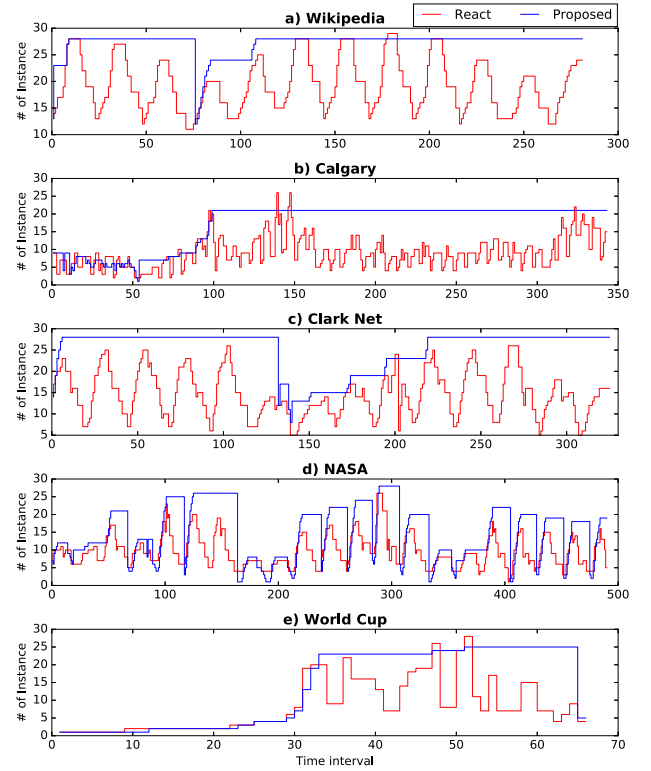 a) Wikipedia
React Proposed
30
25
20
15
10
# of Instance
0 50 100 150 200 250 300
b) Calgary
30
25
20
15
10
5
0
# of Instance
0 50 100 150 200 250 300 350
c) Clark Net
30
25
20
15
10
5
# of Instance
0 50 100 150 200 250 300
d) NASA
30
25
20
15
10
5
0
# of Instance
0 100 200 300 400 500
e) World Cup
30
25
20
15
10
5
0
# of Instance
0 10 20 30 40 50 60 70
Time interval